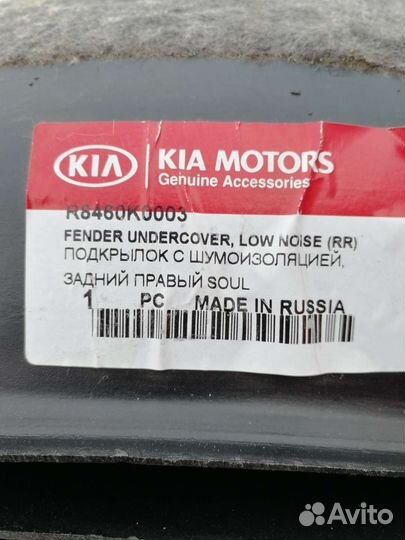 KIA
KIA MOTORS
Genuine Accessories
R8460K0003
FENDER UNDERCOVER, LOW NOISE (RR)
ПОДКРЫЛОК С ШУМОИЗОЛЯЦИЕЙ,
ЗАДНИЙ ПРАВЫЙ SOUL
1 PC MADE IN RUSSIA
Avito